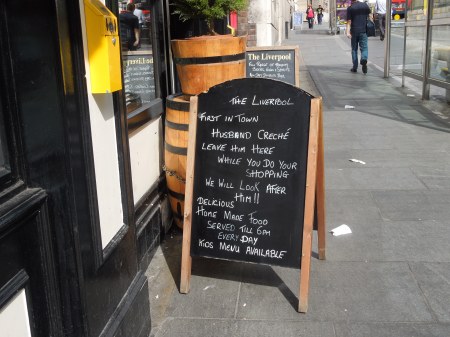 The Liverpool
THE LIVERPOOL
FIRST IN TOWN
HUSBAND CRECHÉ
LEAVE HIM HERE
WHILE YOU DO YOUR
SHOPPING
WE WILL LOOK AFTER
HIM!!
DELICIOUS
HOME MADE FOOD
SERVED TILL 6PM
EVERY DAY
KIDS MENU AVAILABLE